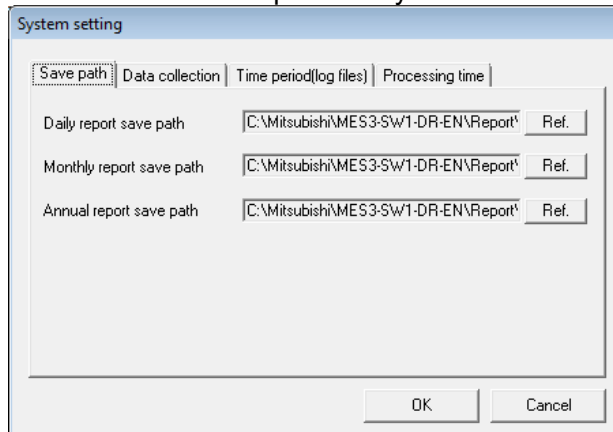 System setting
Save path Data collection Time period(log files) Processing time
Daily report save path C:\Mitsubishi\MES3-SW1-DR-EN\Report\ Ref.
Monthly report save path C:\Mitsubishi\MES3-SW1-DR-EN\Report\ Ref.
Annual report save path C:\Mitsubishi\MES3-SW1-DR-EN\Report\ Ref.
OK Cancel